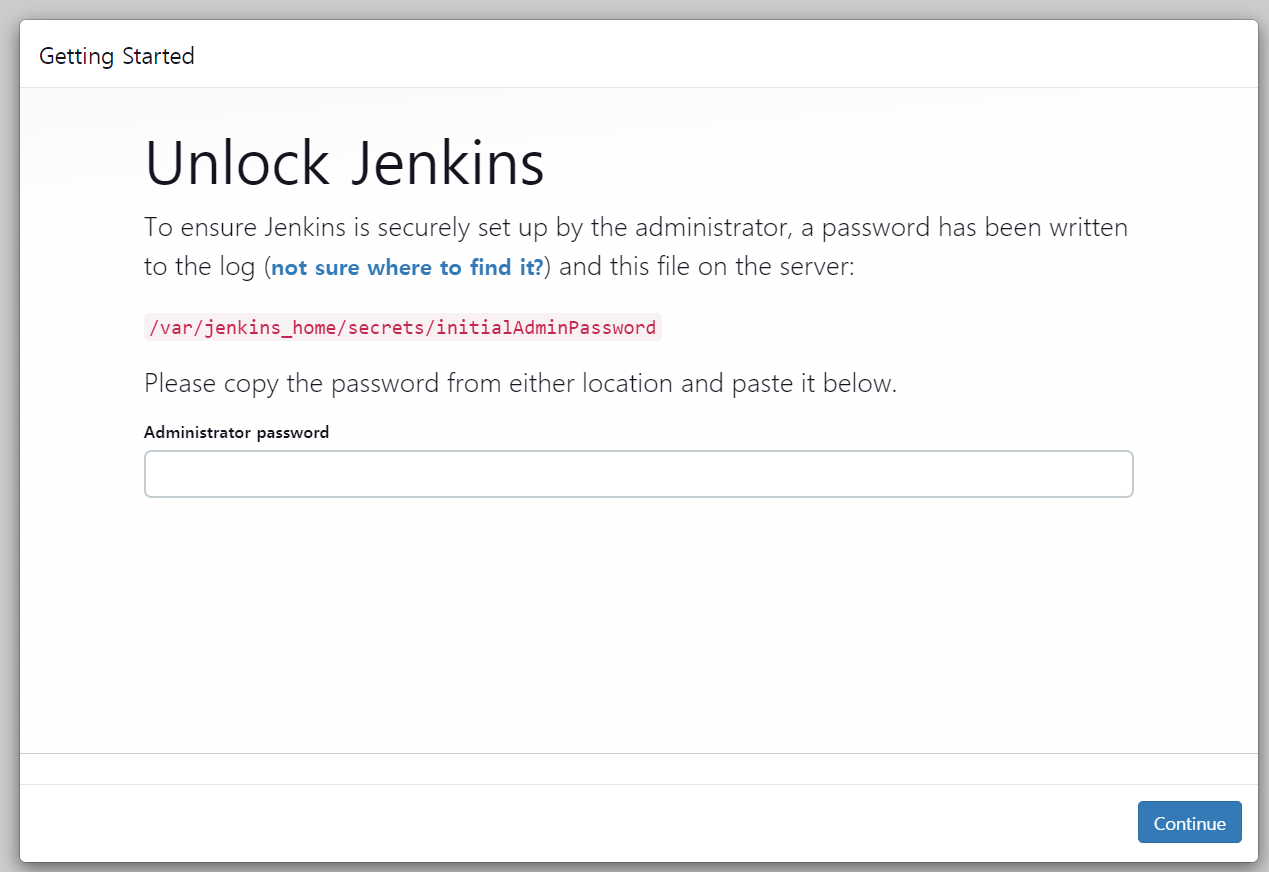 Getting Started
Unlock Jenkins
To ensure Jenkins is securely set up by the administrator, a password has been written
to the log (not sure where to find it?) and this file on the server:
/var/jenkins_home/secrets/initialAdminPassword
Please copy the password from either location and paste it below.
Administrator password
Continue